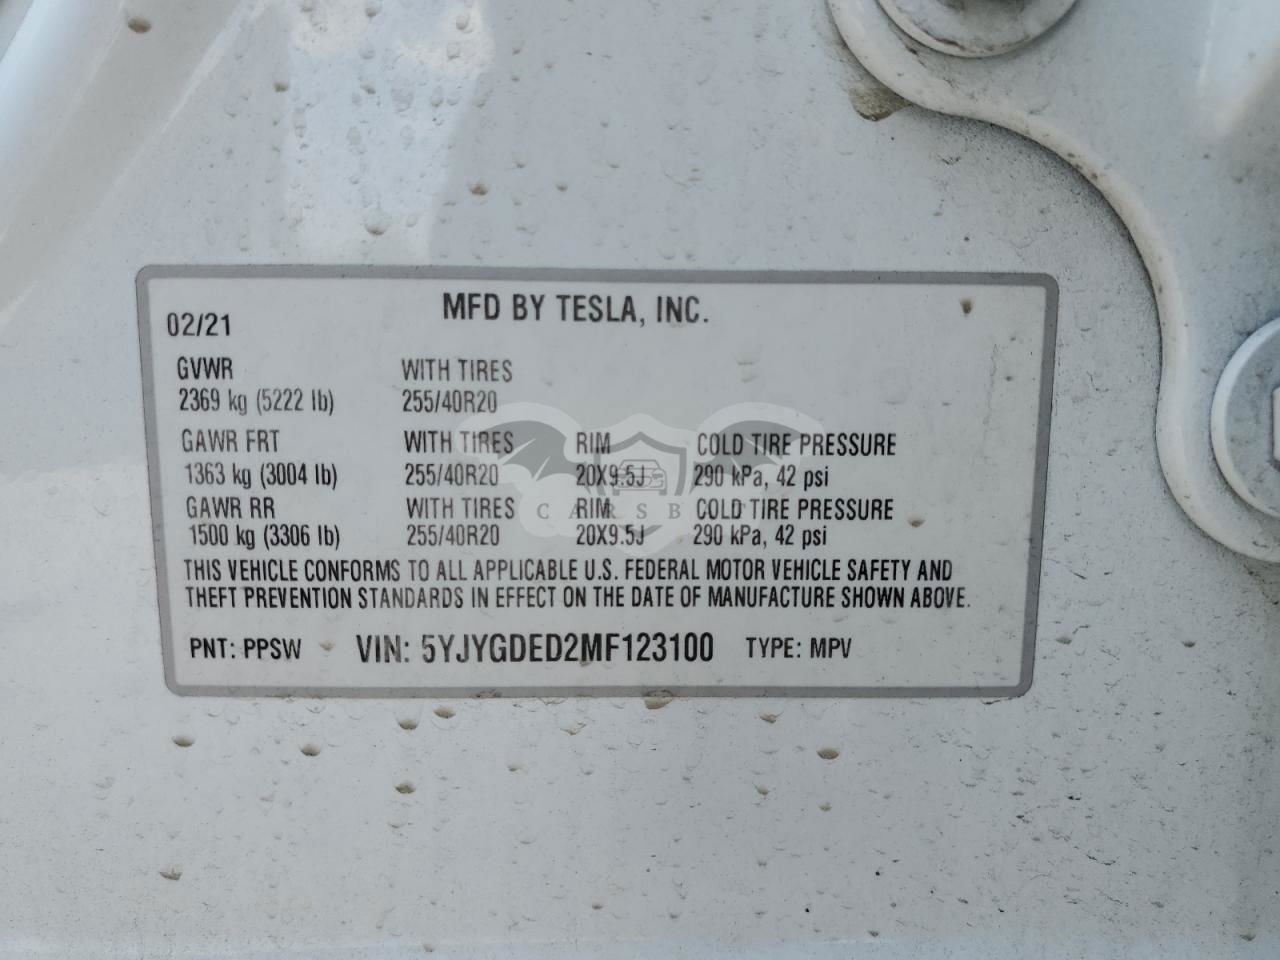 MFD BY TESLA, INC.
02/21
GVWR WITH TIRES
2369 kg (5222 lb) 255/40R20
GAWR FRT WITH TIRES RIM COLD TIRE PRESSURE
1363 kg (3004 lb) 255/40R20 20X9.5J 290 kPa, 42 psi
GAWR RR WITH TIRES RIM COLD TIRE PRESSURE
1500 kg (3306 lb) 255/40R20 20X9.5J 290 kPa, 42 psi
THIS VEHICLE CONFORMS TO ALL APPLICABLE U.S. FEDERAL MOTOR VEHICLE SAFETY AND
THEFT PREVENTION STANDARDS IN EFFECT ON THE DATE OF MANUFACTURE SHOWN ABOVE.
PNT: PPSW VIN: 5YJYGDED2MF123100 TYPE: MPV